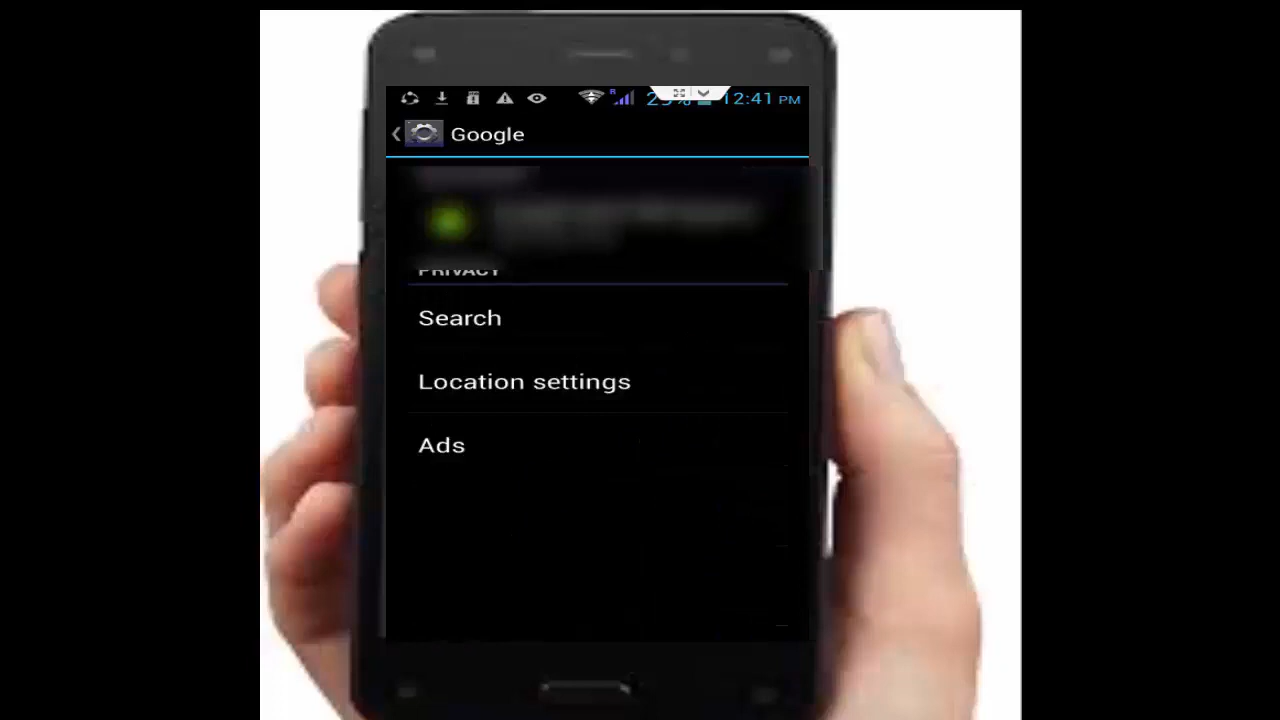 R
12:41 PM
Google
PRIVACY
Search
Location settings
Ads